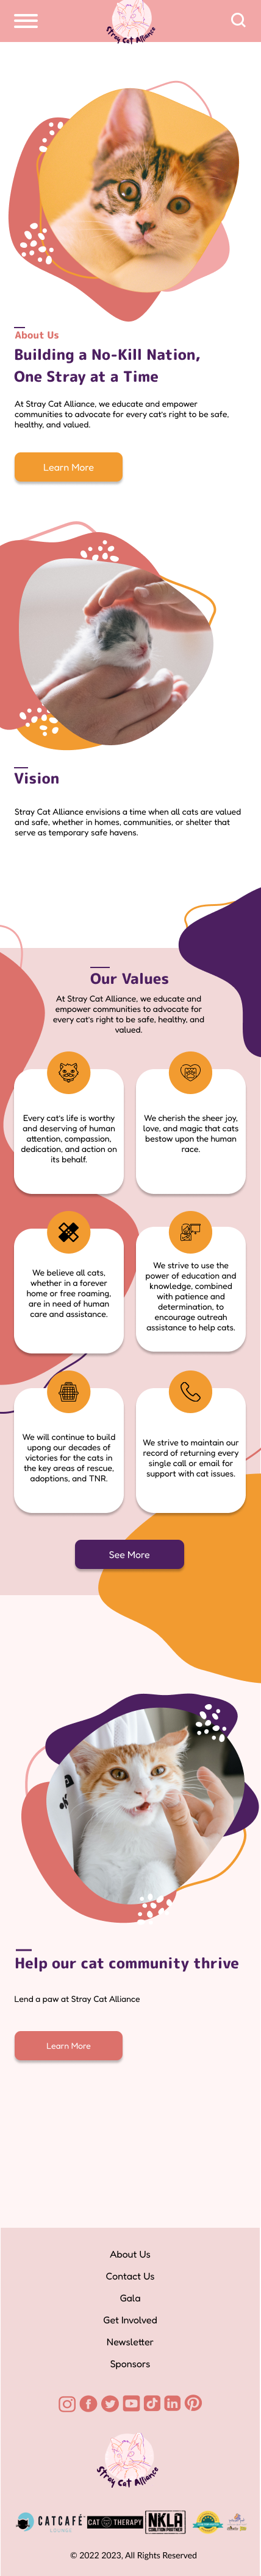 Stray Cat Alliance
About Us
Building a No-Kill Nation,
One Stray at a Time
At Stray Cat Alliance, we educate and empower
communities to advocate for every cat's right to be safe,
healthy, and valued.
Learn More
Vision
Stray Cat Alliance envisions a time when all cats are valued
and safe, whether in homes, communities, or shelter that
serve as temporary safe havens.
Our Values
At Stray Cat Alliance, we educate and
empower communities to advocate for
every cat's right to be safe, healthy, and
valued.
Every cat's life is worthy
and deserving of human
attention, compassion,
dedication, and action on
its behalf.
We cherish the sheer joy,
love, and magic that cats
bestow upon the human
race.
We believe all cats,
whether in a forever
home or free roaming,
are in need of human
care and assistance.
We strive to use the
power of education and
knowledge, combined
with patience and
determination, to
encourage outreah
assistance to help cats.
We will continue to build
upong our decades of
victories for the cats in
the key areas of rescue,
adoptions, and TNR.
We strive to maintain our
record of returning every
single call or email for
support with cat issues.
See More
Help our cat community thrive
Lend a paw at Stray Cat Alliance
Learn More
About Us
Contact Us
Gala
Get Involved
Newsletter
Sponsors
Stray Cat Alliance
CATCAFÉ
LOUNGE
CAT THERAPY
NKLA
COALITION PARTNER
© 2022 2023, All Rights Reserved